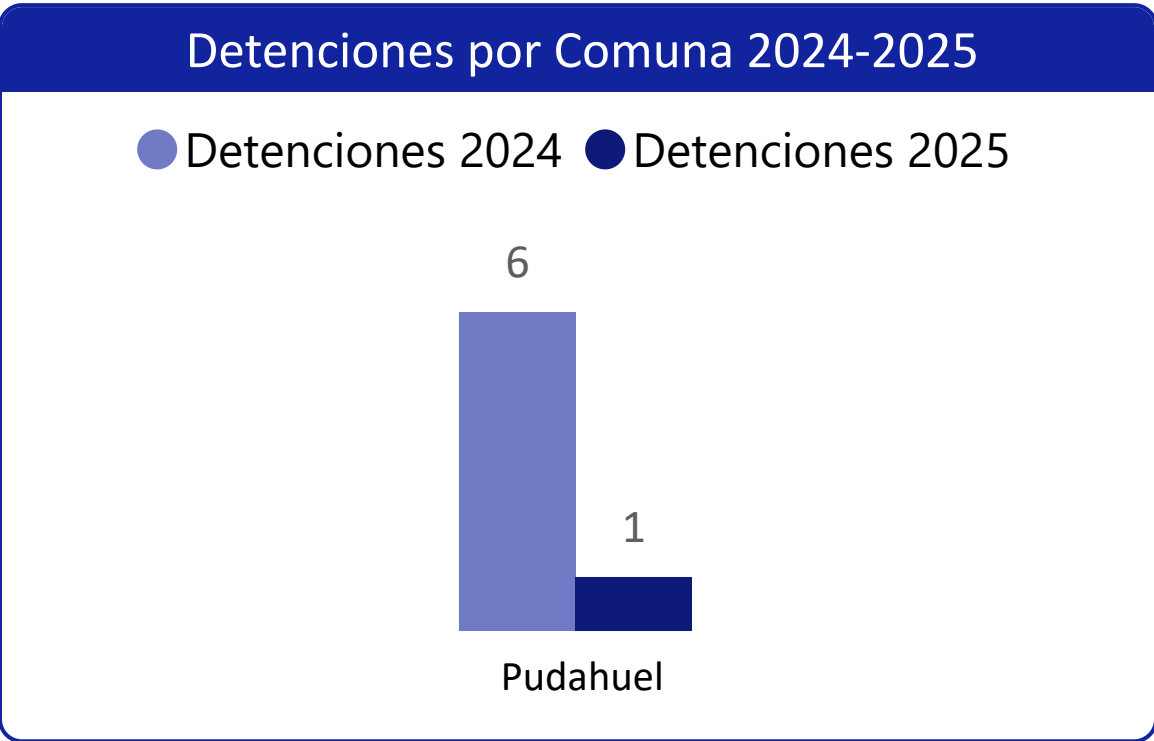 Detenciones por Comuna 2024-2025
Detenciones 2024 Detenciones 2025
6
1
Pudahuel